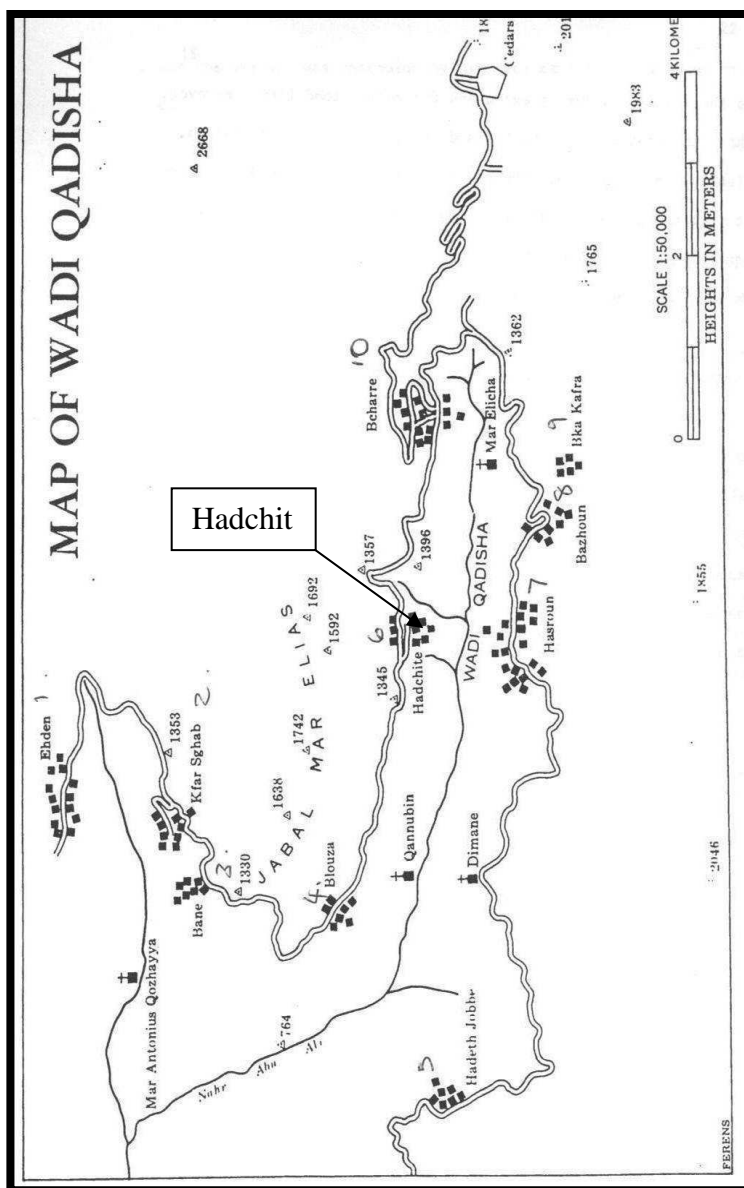 MAP OF WADI QADISHA
2668
Cedars
201
1983
4 KILOME
SCALE 1:50,000
2
0
HEIGHTS IN METERS
1765
10
Bcharre
1362
Mar Elicha
9
Bka Kafra
8
Bazhoun
Hadchit
1357
1396
1692
1592
1742
1638
JABAL MAR ELIAS
6
1345
Hadchite
WADI QADISHA
7
Hasroun
1855
1
Ehden
1353
2.
Kfar Sghab
3.
Bane
1330
4.
Blouza
Qannubin
Dimane
2046
Mar Antonius Qozhayya
764
Nahr Abu Ali
5
Hadeth Jobbe
FERENS